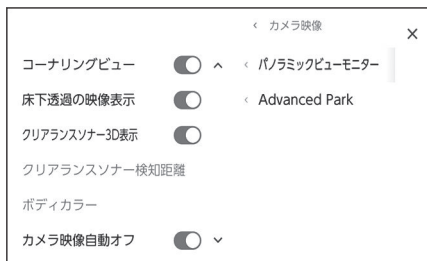 カメラ映像
コーナリングビュー
パノラミックビューモニター
床下透過の映像表示
Advanced Park
クリアランスソナー3D表示
クリアランスソナー検知距離
ボディカラー
カメラ映像自動オフ